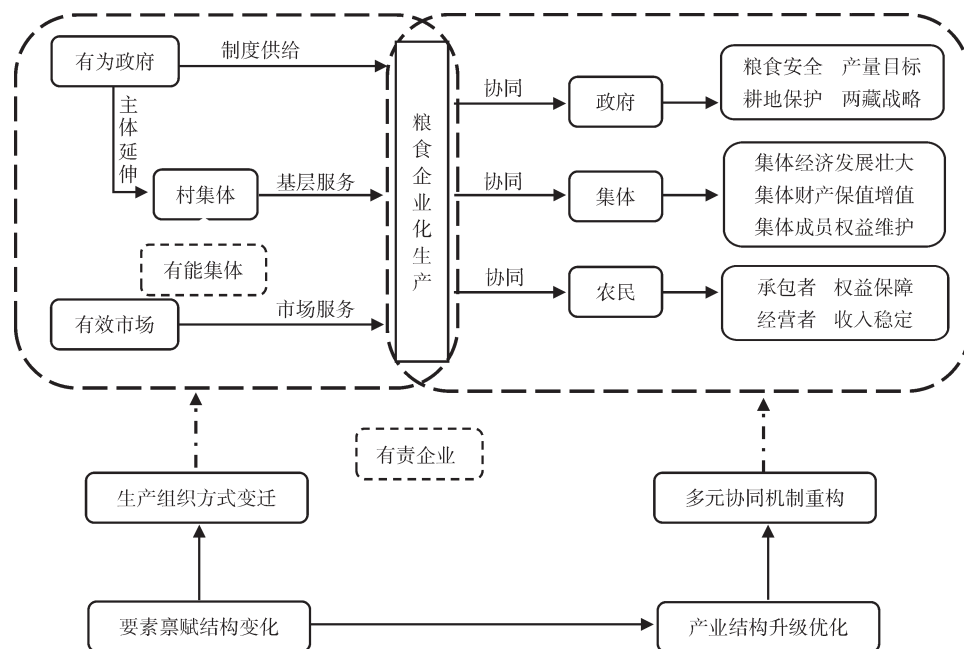 有为政府
制度供给
主体延伸
村集体
基层服务
有能集体
有效市场
市场服务
粮食企业化生产
协同
政府
粮食安全 产量目标
耕地保护 两藏战略
协同
集体
集体经济发展壮大
集体财产保值增值
集体成员权益维护
协同
农民
承包者 权益保障
经营者 收入稳定
有责企业
生产组织方式变迁
多元协同机制重构
要素禀赋结构变化
产业结构升级优化